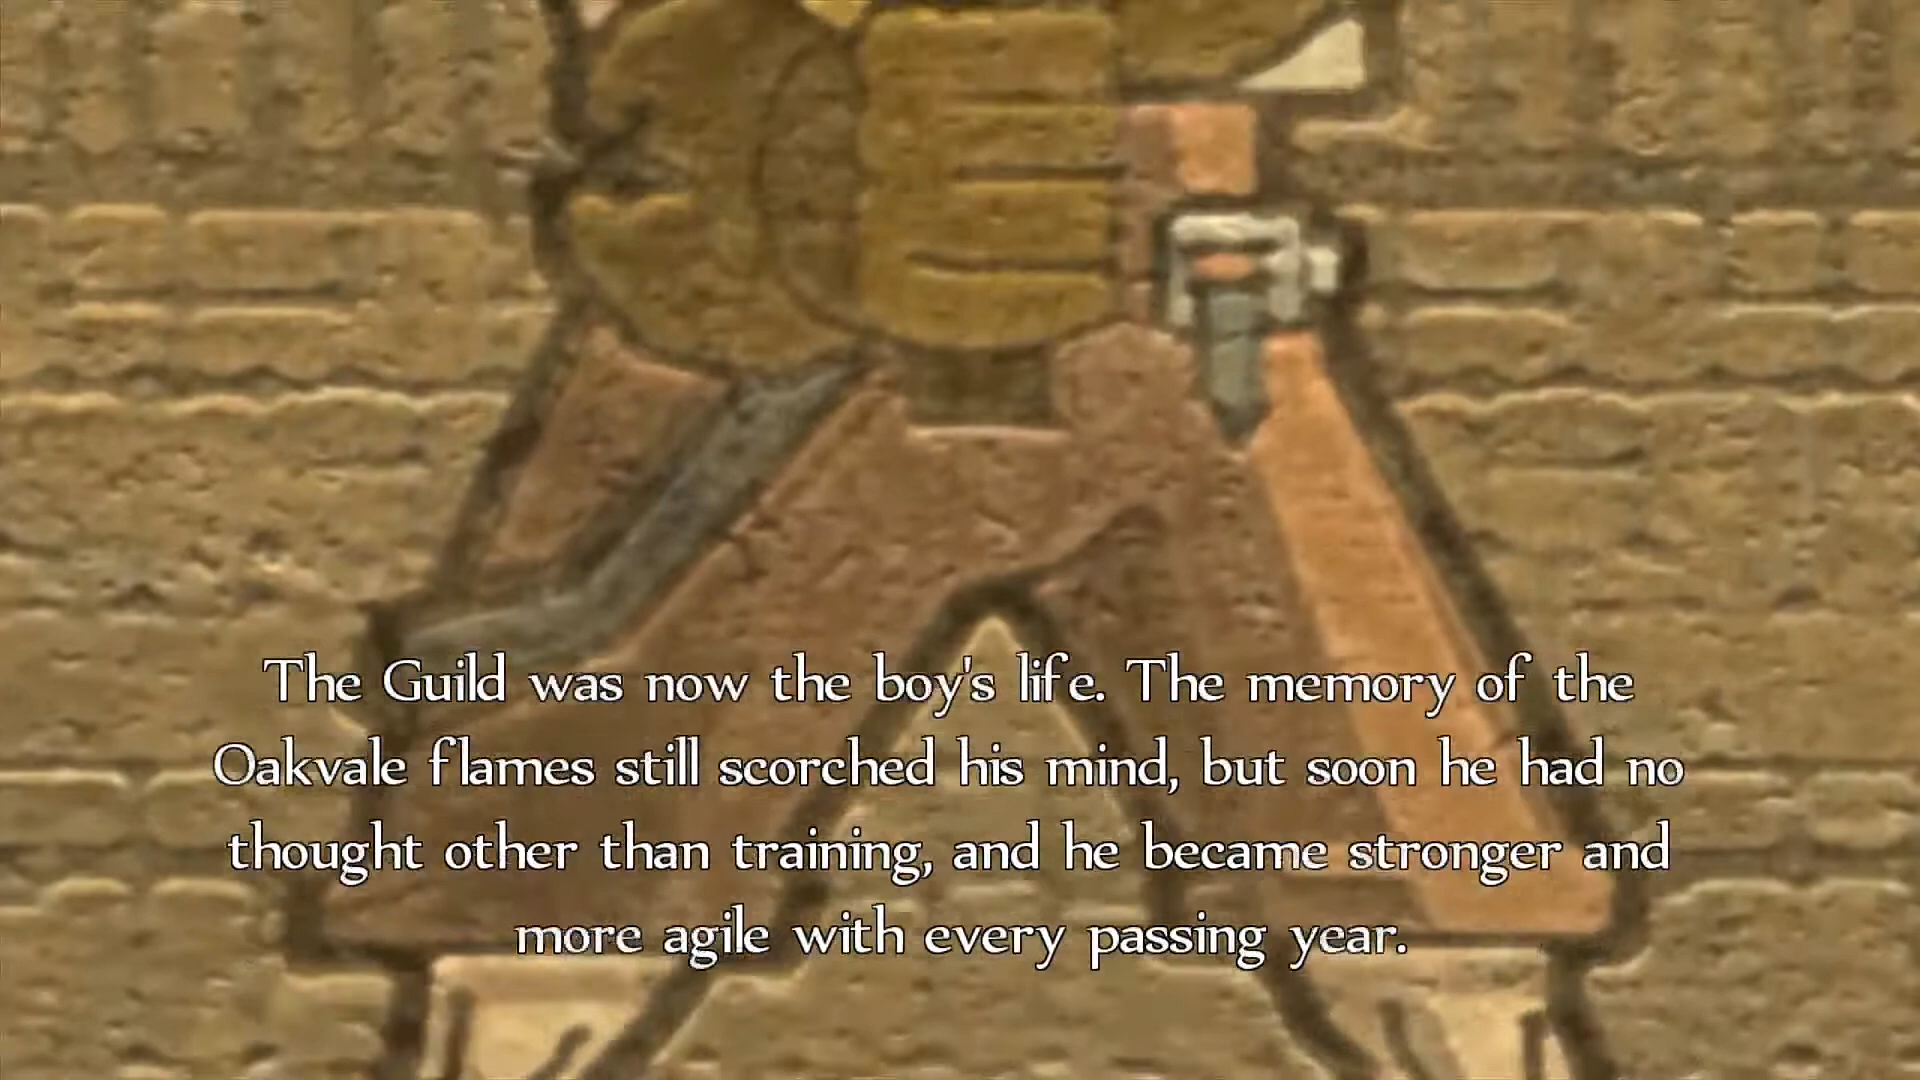 The Guild was now the boy's life. The memory of the
Oakvale flames still scorched his mind, but soon he had no
thought other than training, and he became stronger and
more agile with every passing year.